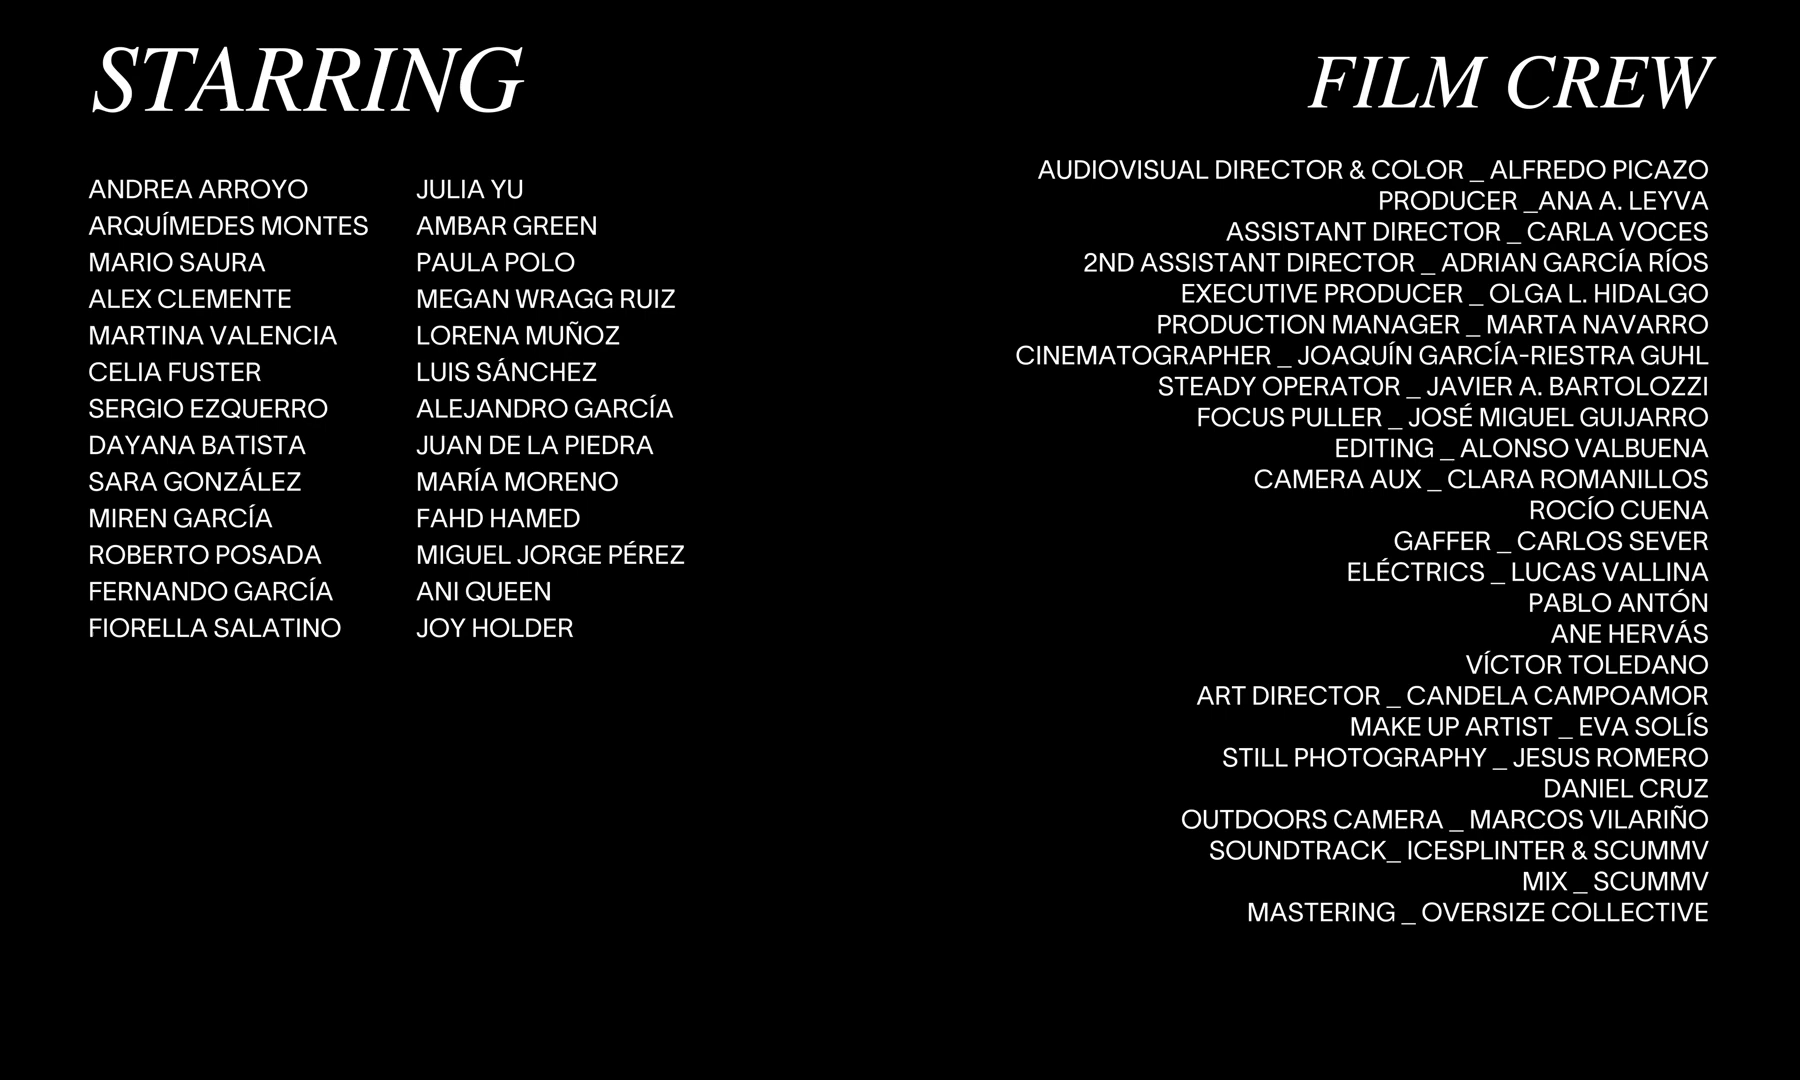 STARRING
ANDREA ARROYO
ARQUÍMEDES MONTES
MARIO SAURA
ALEX CLEMENTE
MARTINA VALENCIA
CELIA FUSTER
SERGIO EZQUERRO
DAYANA BATISTA
SARA GONZÁLEZ
MIREN GARCÍA
ROBERTO POSADA
FERNANDO GARCÍA
FIORELLA SALATINO
JULIA YU
AMBAR GREEN
PAULA POLO
MEGAN WRAGG RUIZ
LORENA MUÑOZ
LUIS SÁNCHEZ
ALEJANDRO GARCÍA
JUAN DE LA PIEDRA
MARÍA MORENO
FAHD HAMED
MIGUEL JORGE PÉREZ
ANI QUEEN
JOY HOLDER
FILM CREW
AUDIOVISUAL DIRECTOR & COLOR _ ALFREDO PICAZO
PRODUCER _ANA A. LEYVA
ASSISTANT DIRECTOR _ CARLA VOCES
2ND ASSISTANT DIRECTOR _ ADRIAN GARCÍA RÍOS
EXECUTIVE PRODUCER _ OLGA L. HIDALGO
PRODUCTION MANAGER _ MARTA NAVARRO
CINEMATOGRAPHER _ JOAQUÍN GARCÍA-RIESTRA GUHL
STEADY OPERATOR _ JAVIER A. BARTOLOZZI
FOCUS PULLER _ JOSÉ MIGUEL GUIJARRO
EDITING _ ALONSO VALBUENA
CAMERA AUX _ CLARA ROMANILLOS
ROCÍO CUENA
GAFFER _ CARLOS SEVER
ELÉCTRICS _ LUCAS VALLINA
PABLO ANTÓN
ANE HERVÁS
VÍCTOR TOLEDANO
ART DIRECTOR _ CANDELA CAMPOAMOR
MAKE UP ARTIST _ EVA SOLÍS
STILL PHOTOGRAPHY _ JESUS ROMERO
DANIEL CRUZ
OUTDOORS CAMERA _ MARCOS VILARIÑO
SOUNDTRACK_ ICESPLINTER & SCUMMV
MIX _ SCUMMV
MASTERING _ OVERSIZE COLLECTIVE